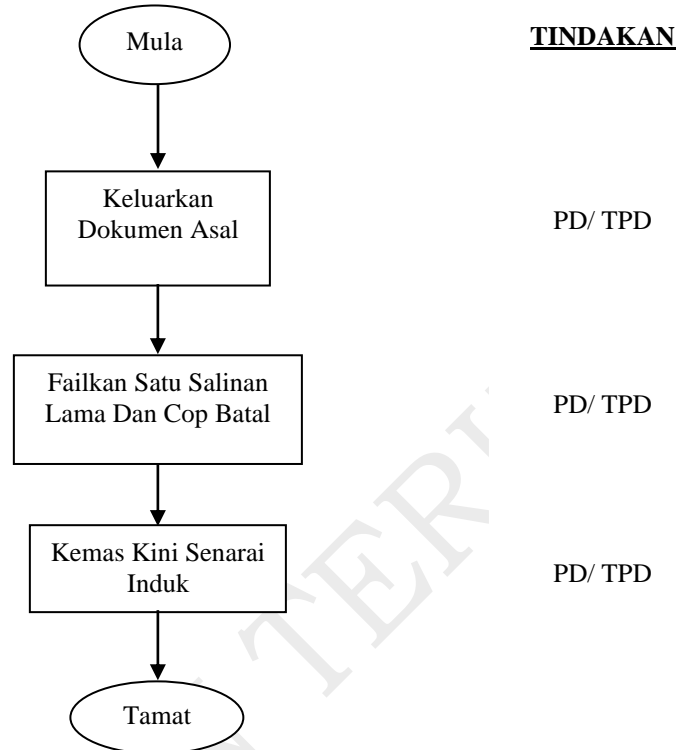 Mula
TINDAKAN
Keluarkan
Dokumen Asal
PD/ TPD
Failkan Satu Salinan
Lama Dan Cop Batal
PD/ TPD
Kemas Kini Senarai
Induk
PD/ TPD
Tamat